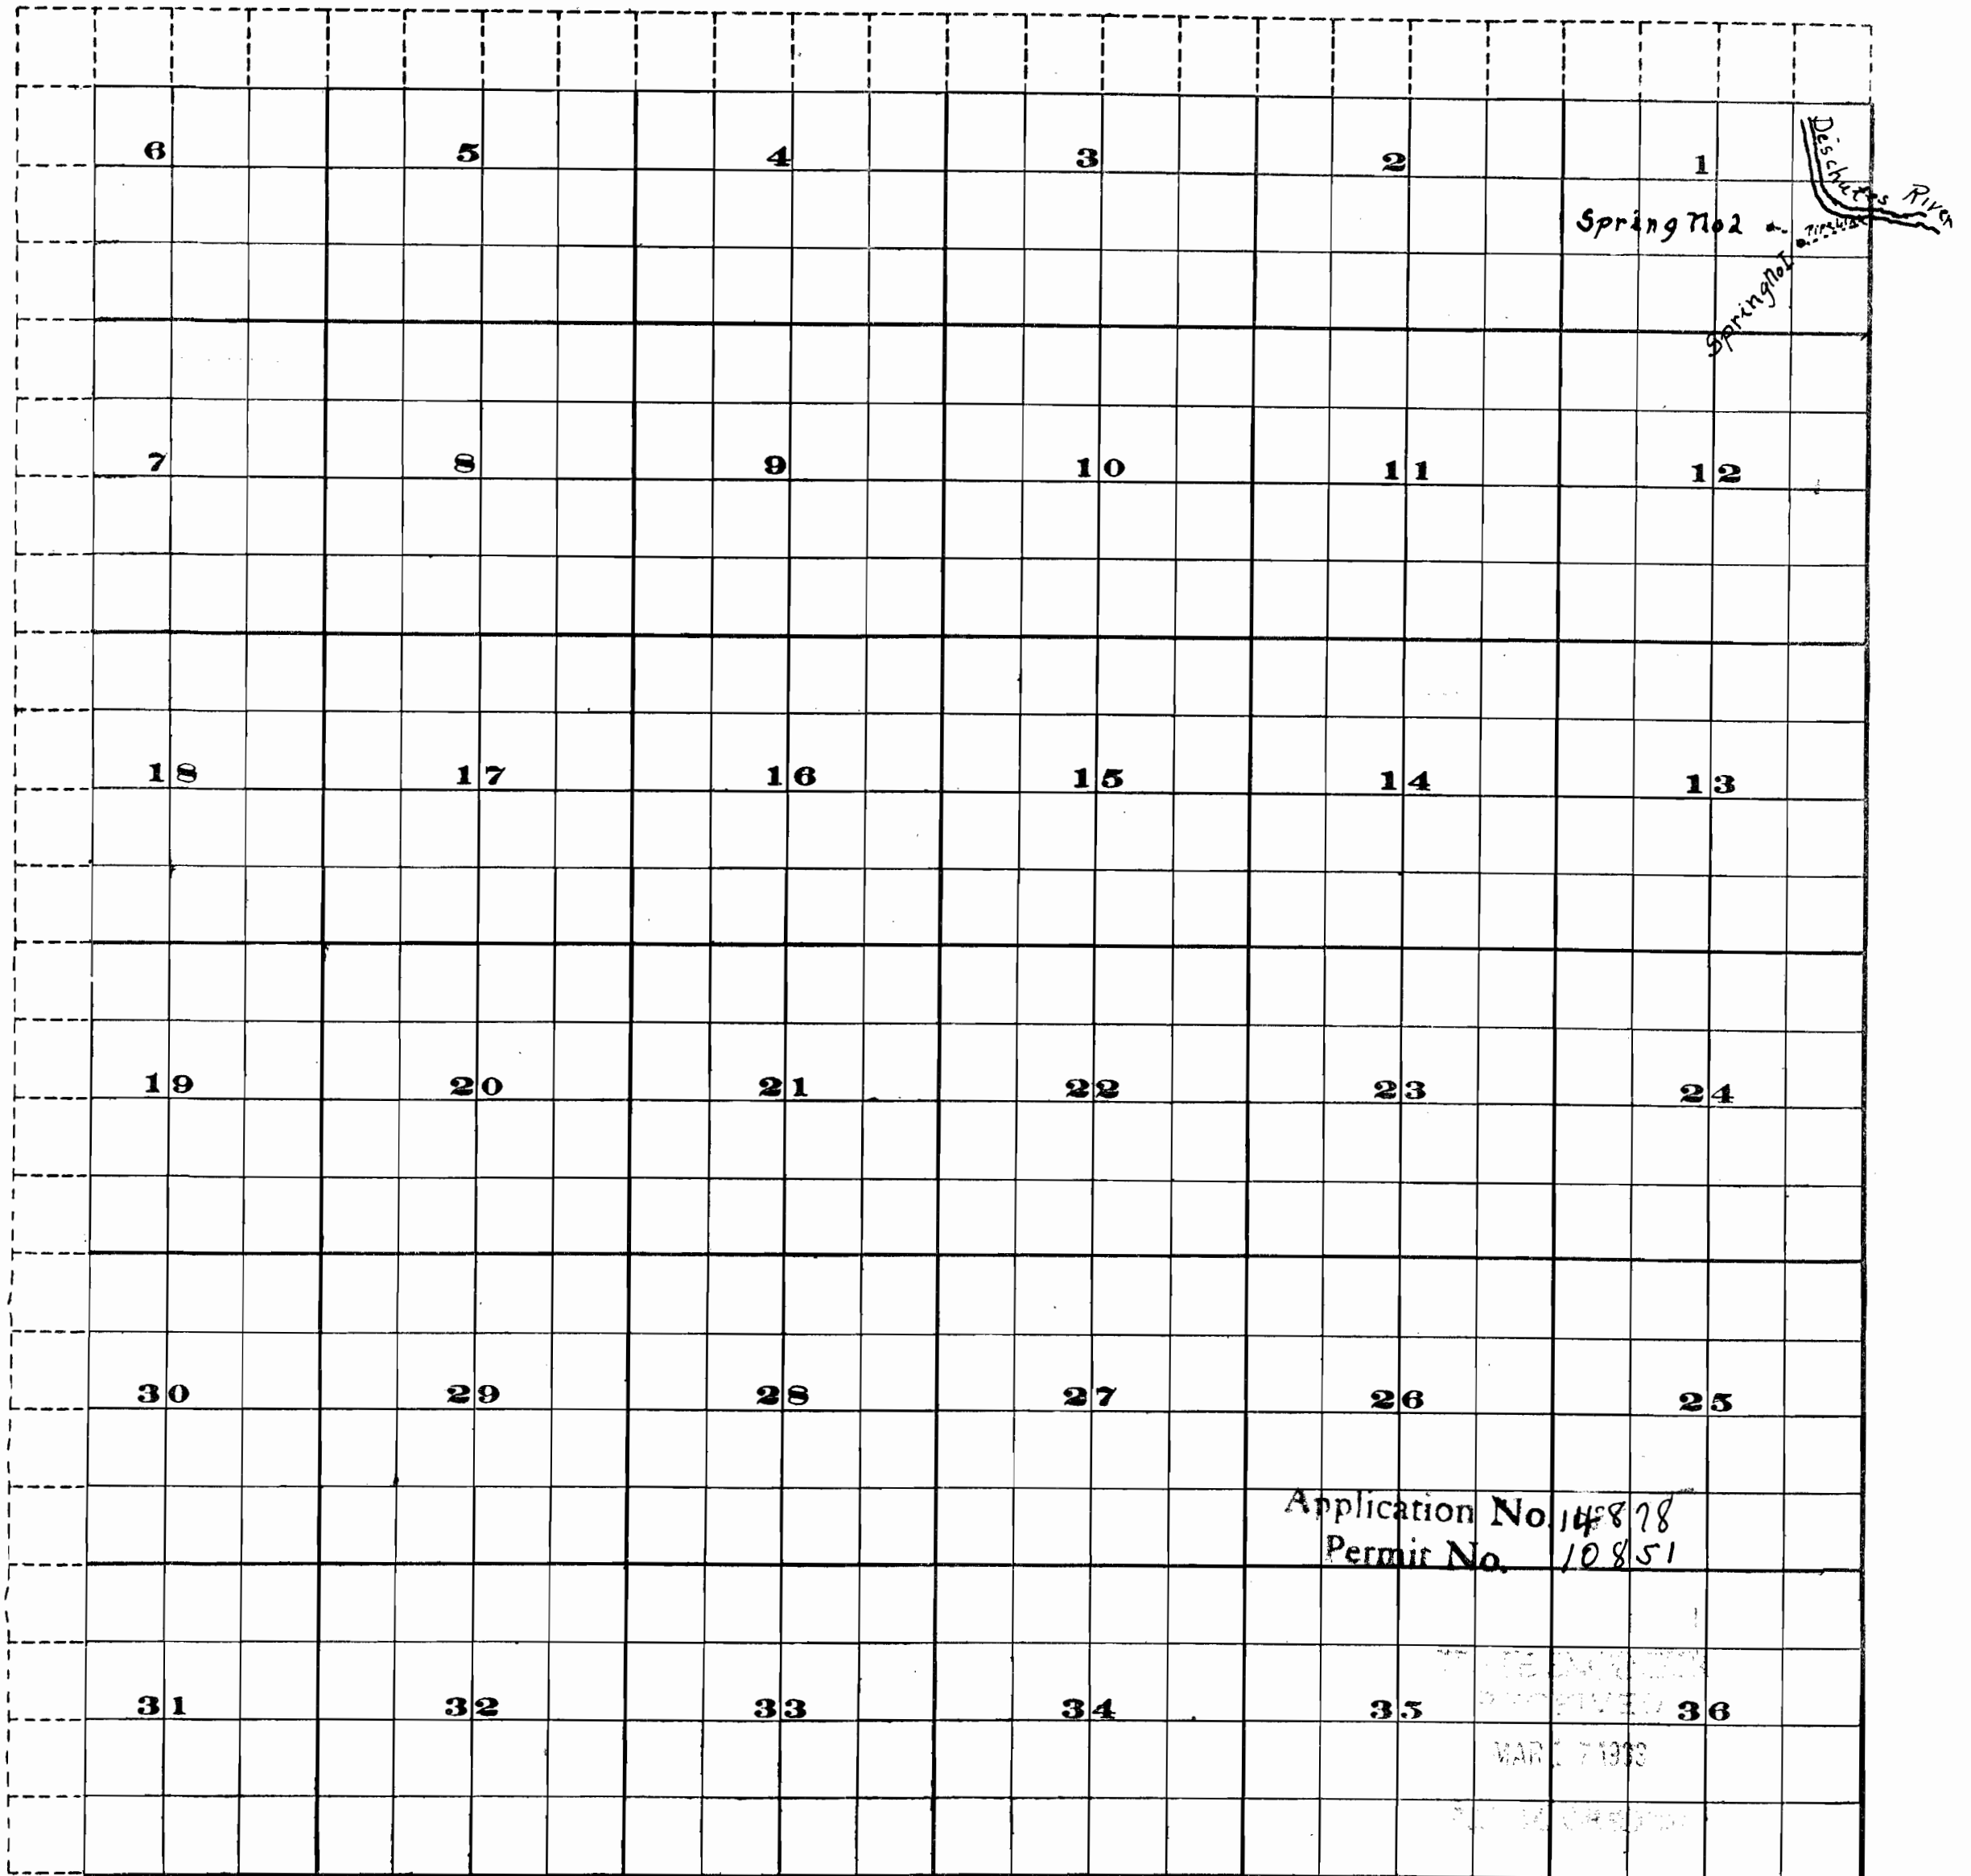 6 5 4 3 2 1
Deschutes River
Spring No 2
Pipeline
Spring No 1
7 8 9 10 11 12
18 17 16 15 14 13
19 20 21 22 23 24
30 29 28 27 26 25
Application No. 14878
Permit No. 10851
31 32 33 34 35 36
RECEIVED